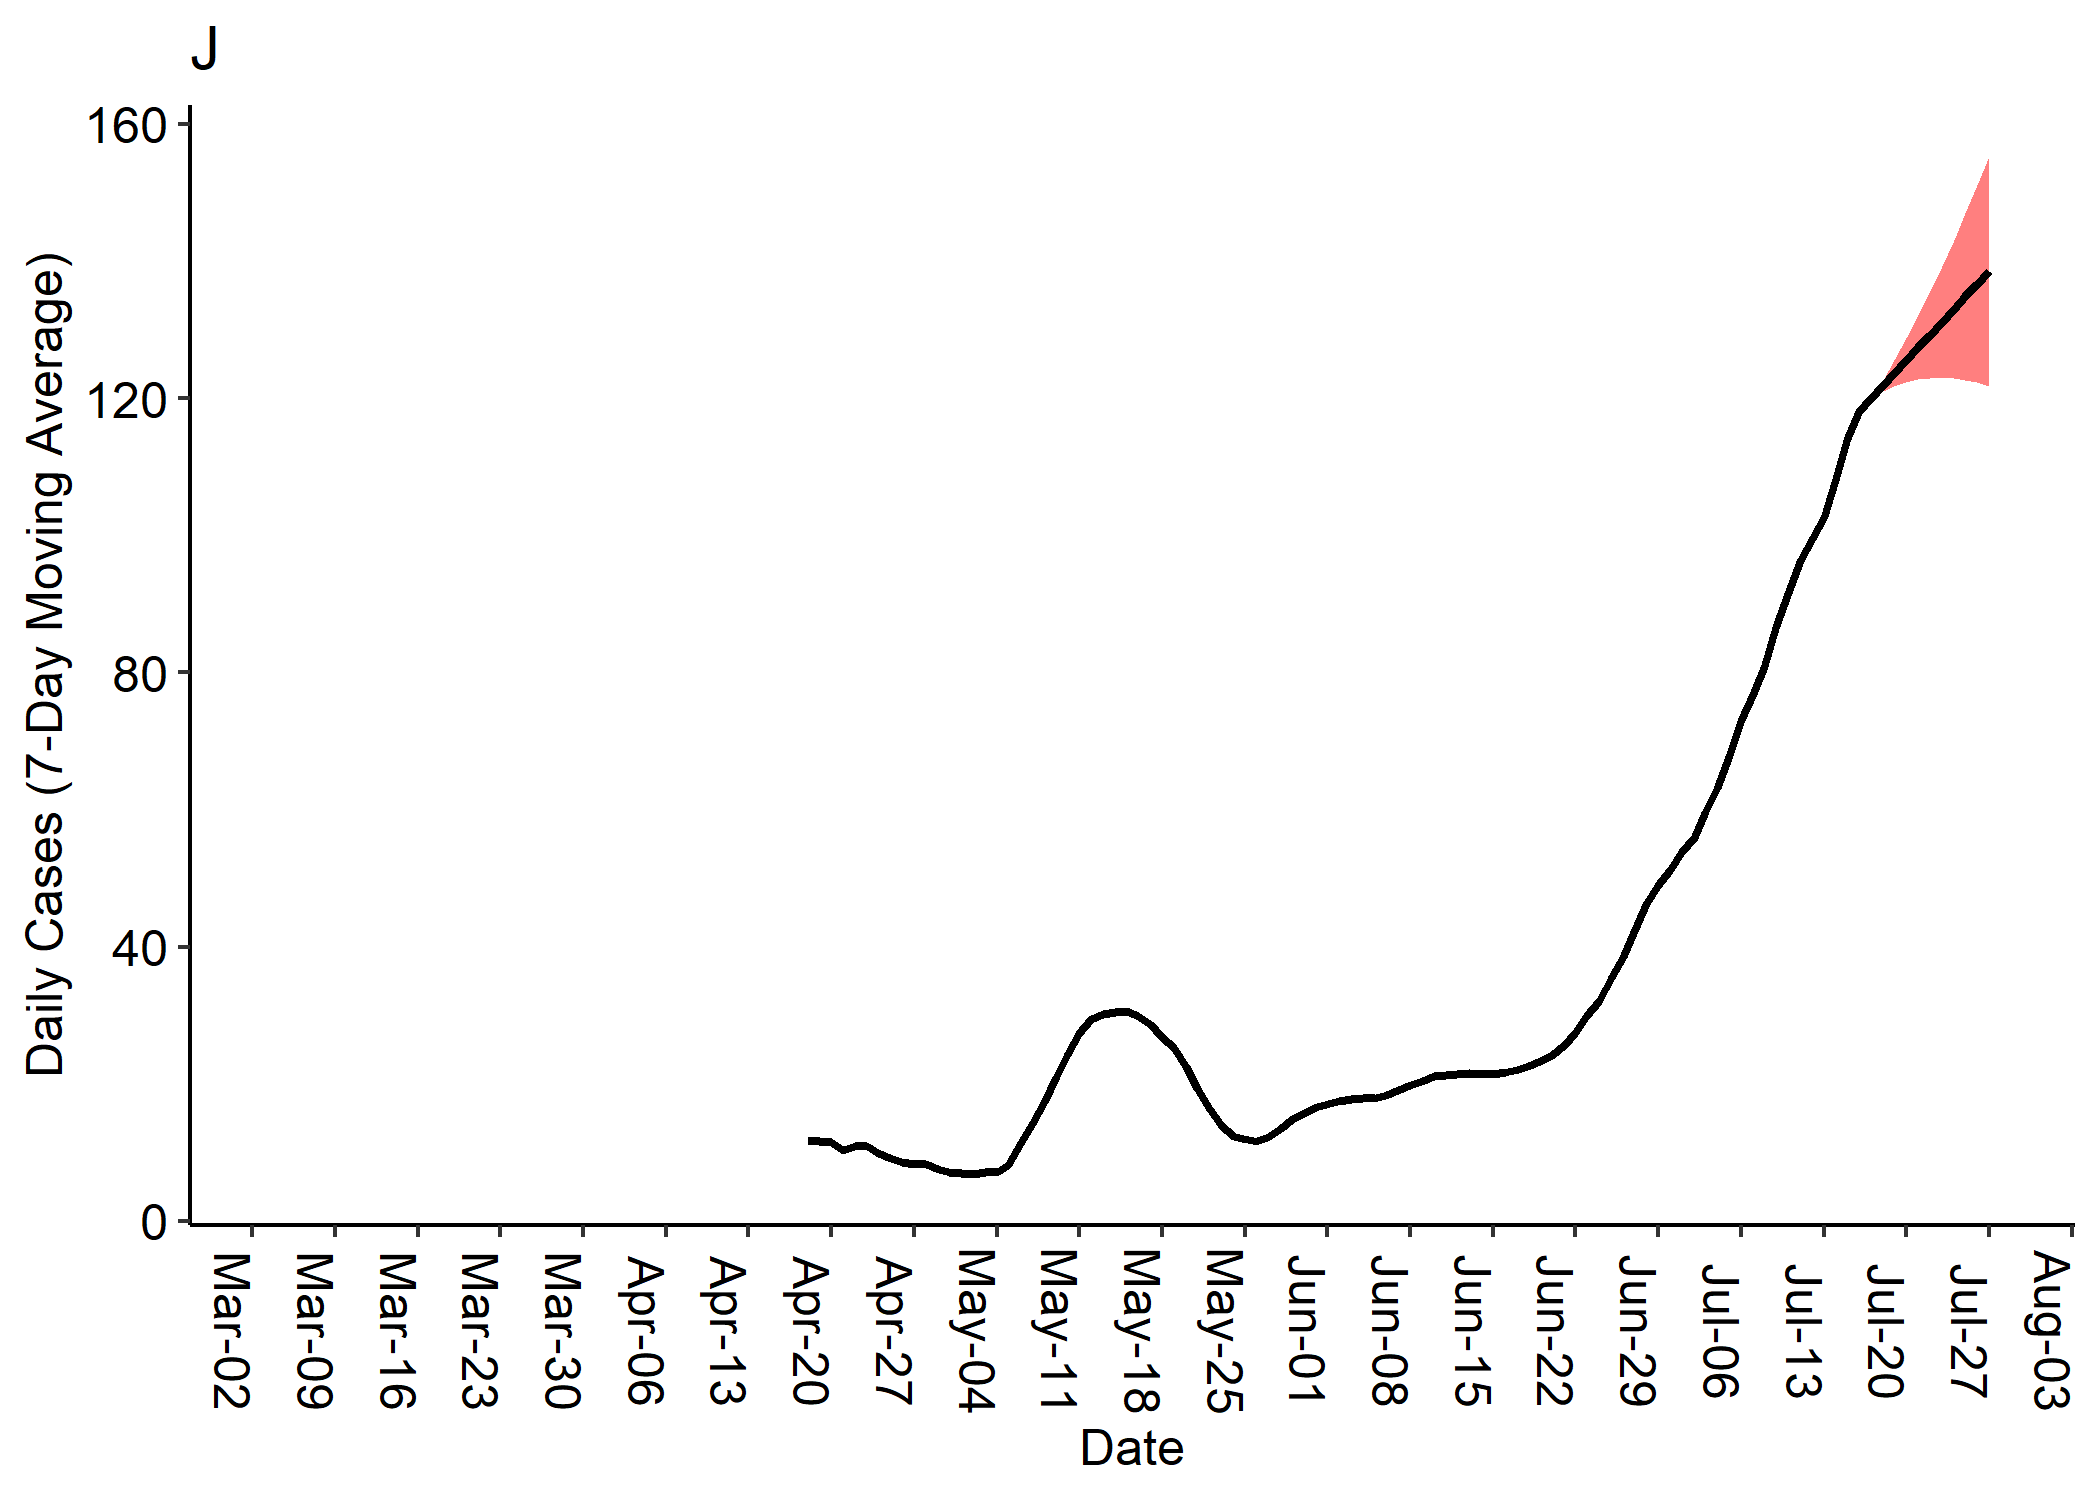 J
160
120
80
40
0
Daily Cases (7-Day Moving Average)
Mar-02
Mar-09
Mar-16
Mar-23
Mar-30
Apr-06
Apr-13
Apr-20
Apr-27
May-04
May-11
May-18
May-25
Jun-01
Jun-08
Jun-15
Jun-22
Jun-29
Jul-06
Jul-13
Jul-20
Jul-27
Aug-03
Date